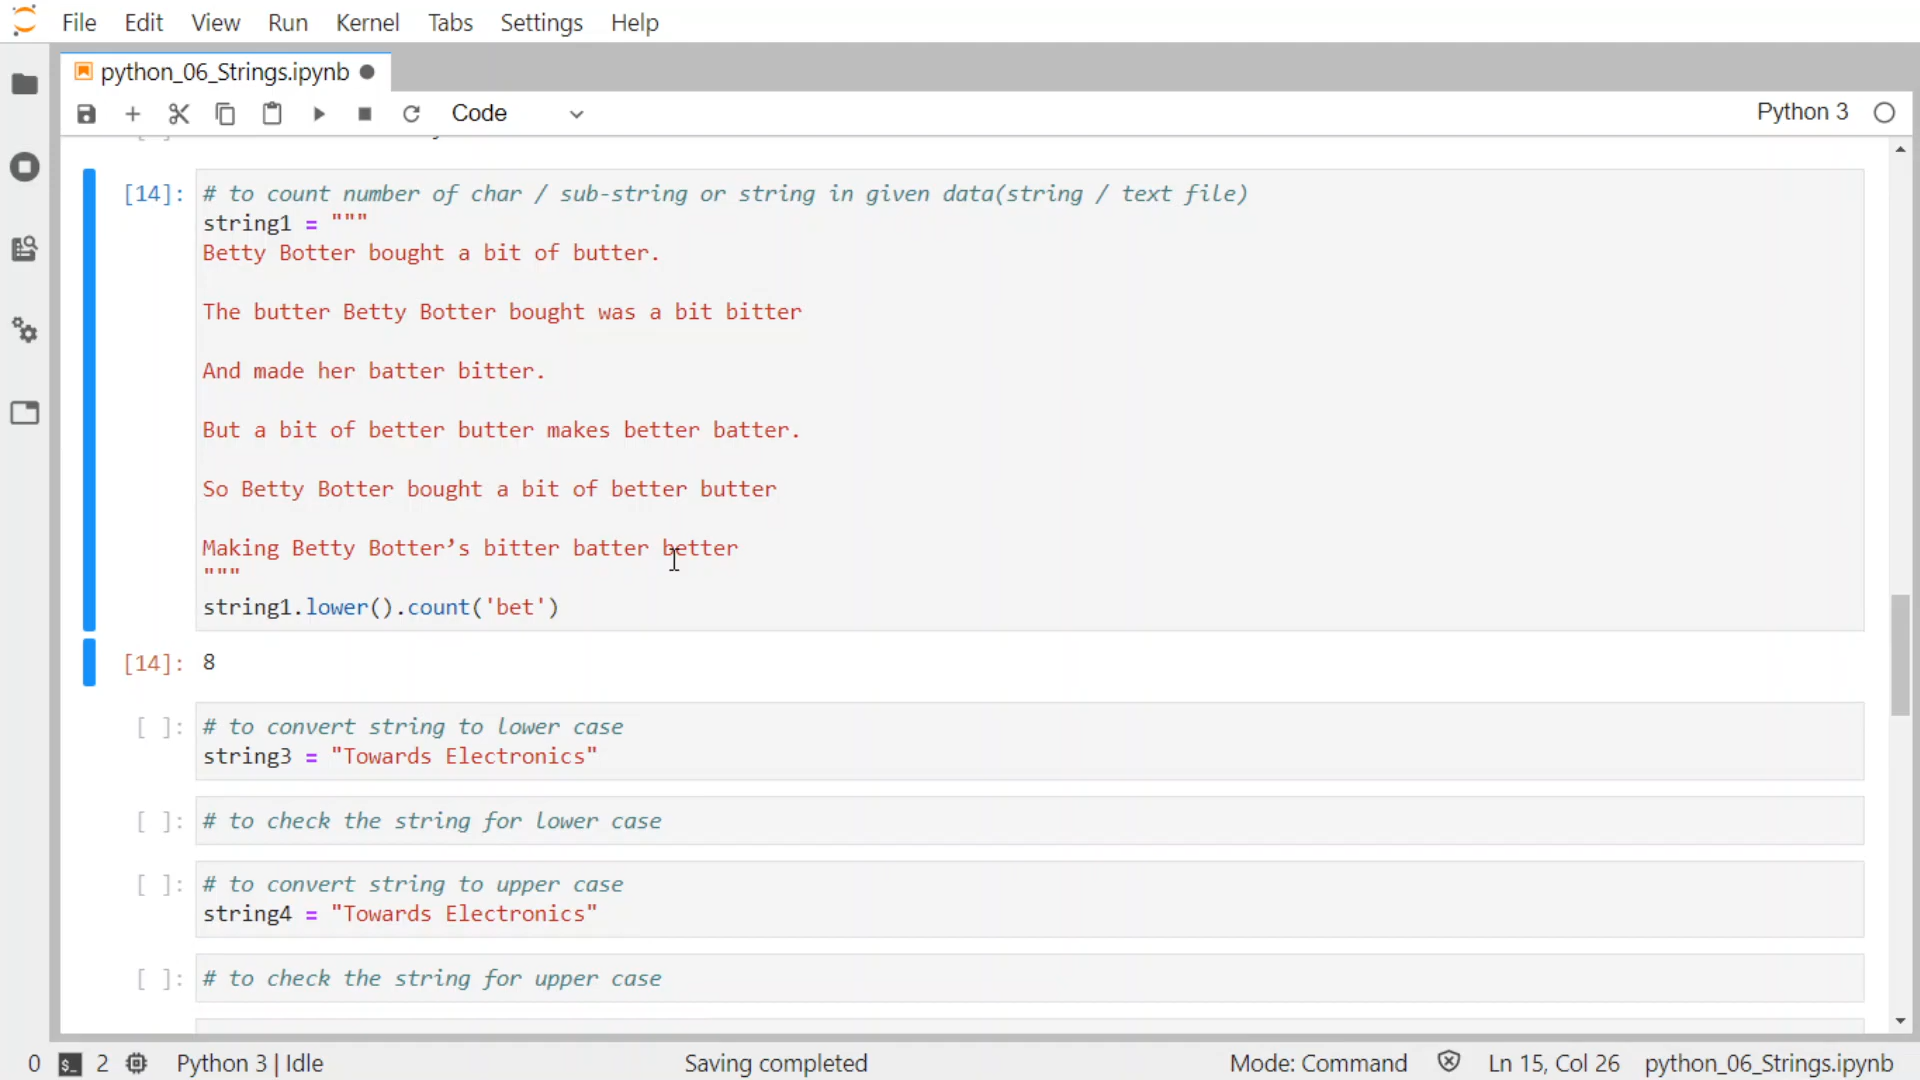 File Edit View Run Kernel Tabs Settings Help
python_06_Strings.ipynb
Code
Python 3
[14]: # to count number of char / sub-string or string in given data(string / text file)
string1 = """
Betty Botter bought a bit of butter.
The butter Betty Botter bought was a bit bitter
And made her batter bitter.
But a bit of better butter makes better batter.
So Betty Botter bought a bit of better butter
Making Betty Botter’s bitter batter better
"""
string1.lower().count('bet')
[14]: 8
[ ]: # to convert string to lower case
string3 = "Towards Electronics"
[ ]: # to check the string for lower case
[ ]: # to convert string to upper case
string4 = "Towards Electronics"
[ ]: # to check the string for upper case
0 $_ 2 Python 3 | Idle Saving completed Mode: Command Ln 15, Col 26 python_06_Strings.ipynb